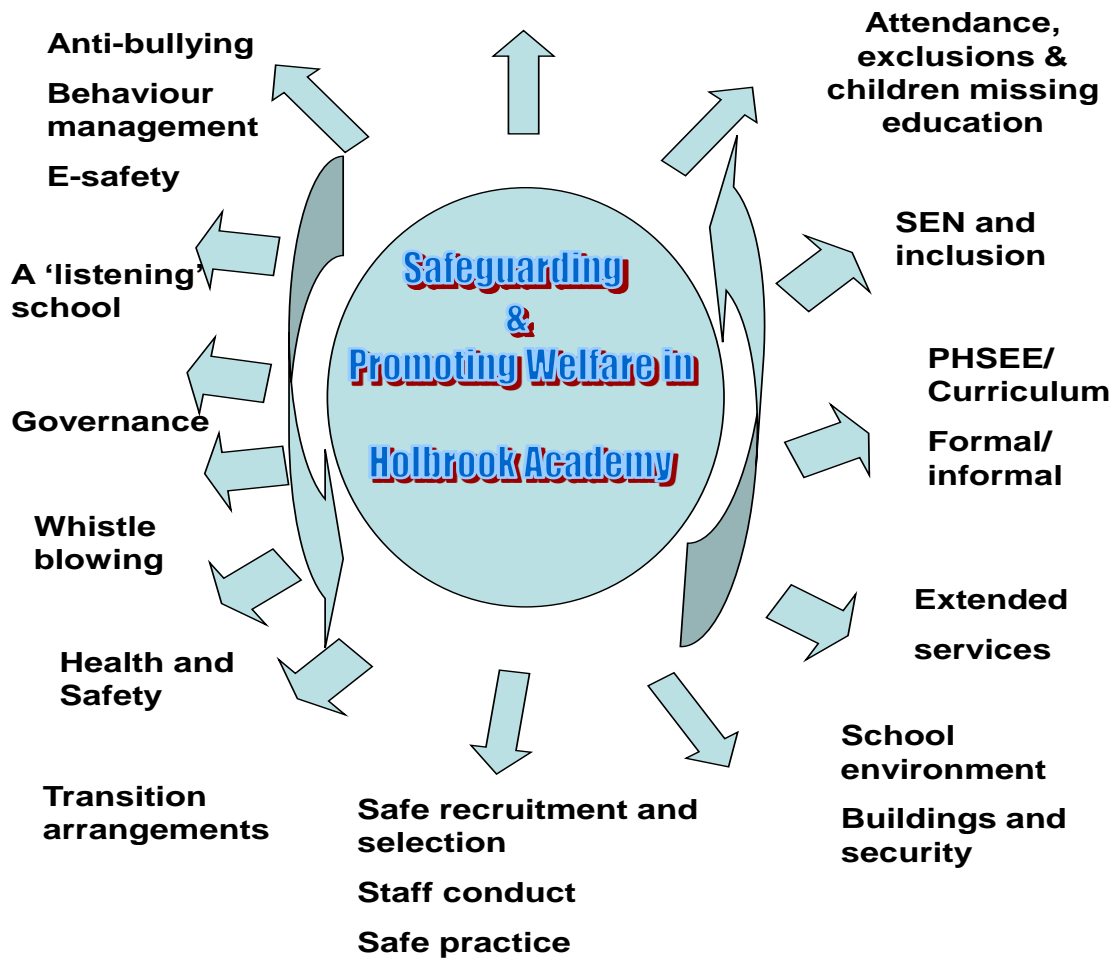 Safeguarding
&
Promoting Welfare in
Holbrook Academy
Attendance,
exclusions &
children missing
education
SEN and
inclusion
PHSEE/
Curriculum
Formal/
informal
Extended
services
School
environment
Buildings and
security
Safe recruitment and
selection
Staff conduct
Safe practice
Transition
arrangements
Health and
Safety
Whistle
blowing
Governance
A ‘listening’
school
Anti-bullying
Behaviour
management
E-safety